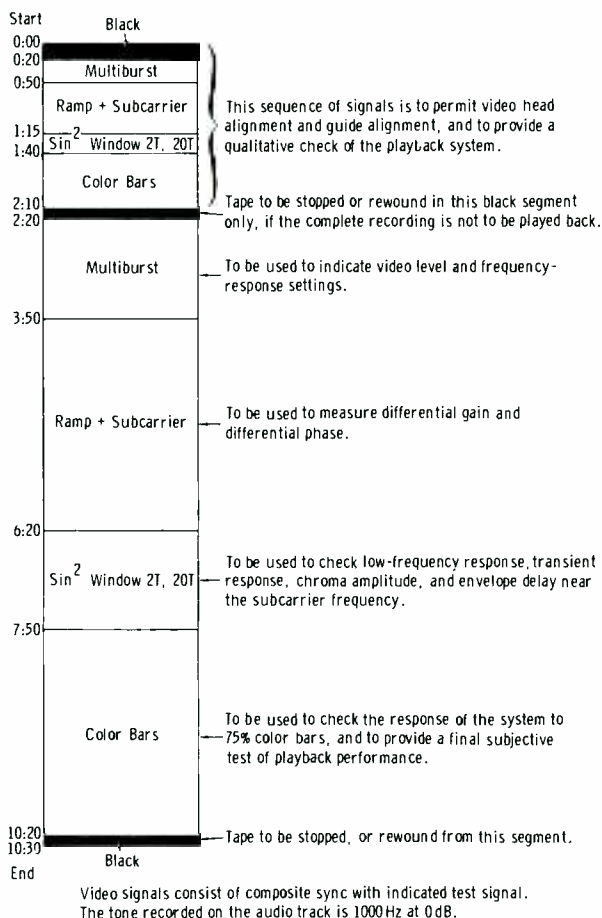 Start
Black
0:00
0:20
Multiburst
0:50
Ramp + Subcarrier
1:15
Sin2 Window 2T, 20T
1:40
Color Bars
2:10
This sequence of signals is to permit video head
alignment and guide alignment, and to provide a
qualitative check of the playback system.
Tape to be stopped or rewound in this black segment
only, if the complete recording is not to be played back.
2:20
Multiburst
To be used to indicate video level and frequency-
response settings.
3:50
Ramp + Subcarrier
To be used to measure differential gain and
differential phase.
6:20
Sin2 Window 2T, 20T
To be used to check low-frequency response, transient
response, chroma amplitude, and envelope delay near
the subcarrier frequency.
7:50
Color Bars
To be used to check the response of the system to
75% color bars, and to provide a final subjective
test of playback performance.
10:20
Tape to be stopped, or rewound from this segment.
10:30
Black
End
Video signals consist of composite sync with indicated test signal.
The tone recorded on the audio track is 1000 Hz at 0 dB.